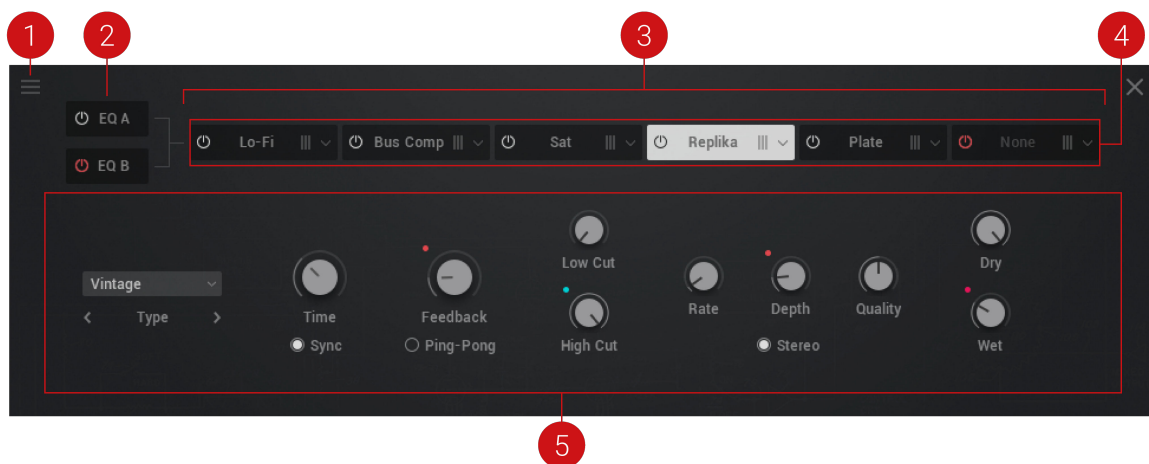 1 2 3 4
EQ A
EQ B
Lo-Fi Bus Comp Sat Replika Plate None
Vintage
Type
Time
Sync
Feedback
Ping-Pong
Low Cut
High Cut
Rate Depth Quality
Stereo
Dry
Wet
5